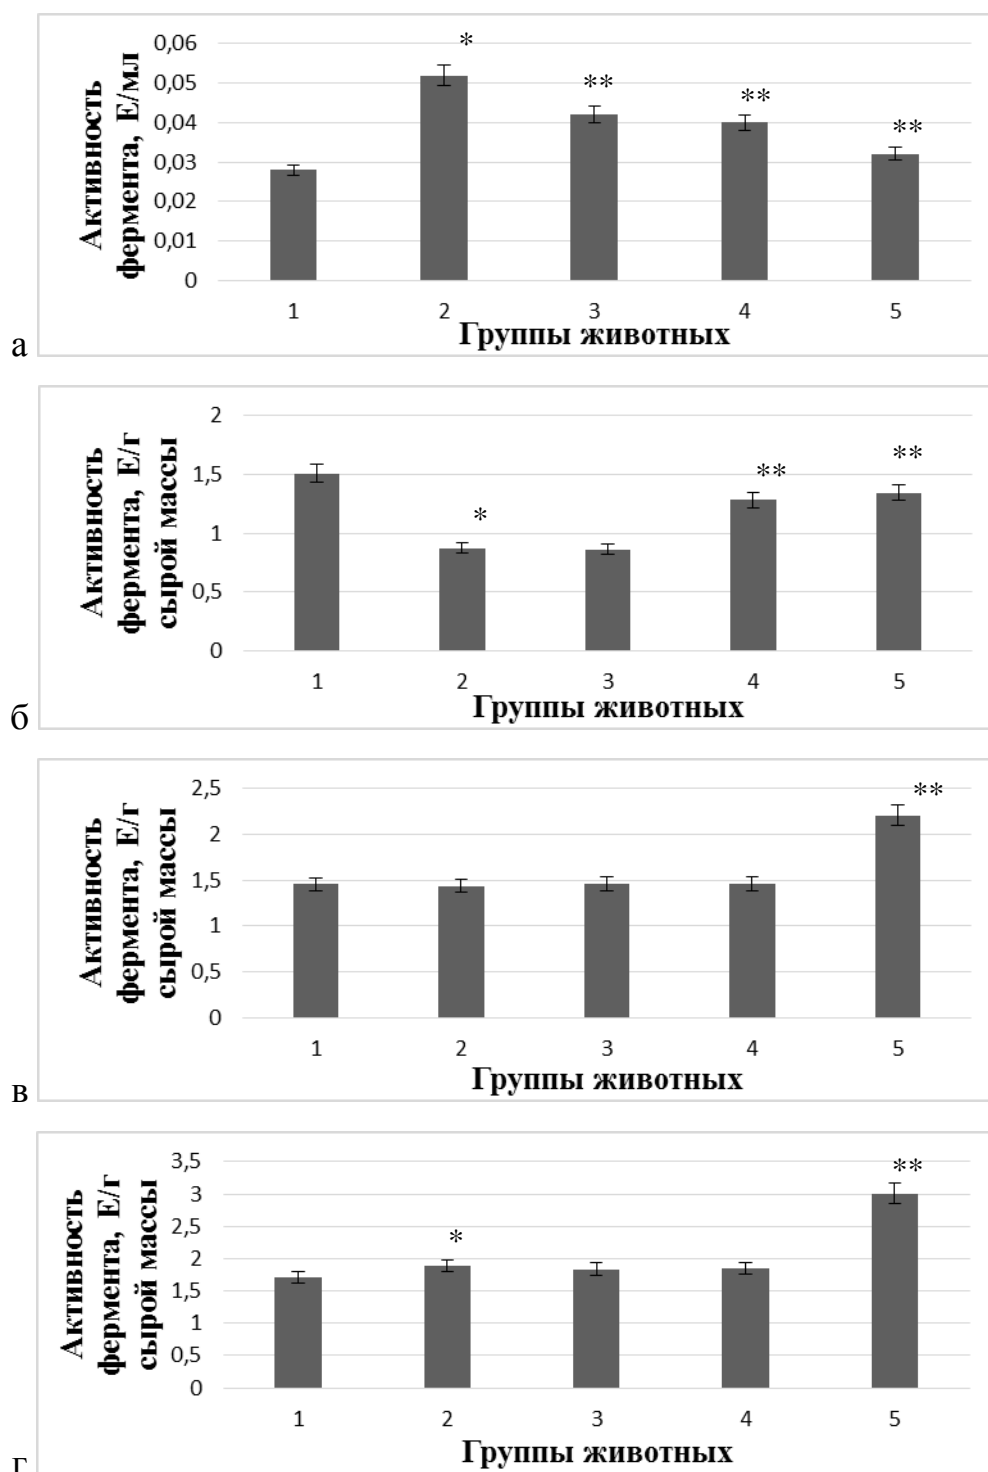 Активность
фермента, Е/мл
0,06
0,05
0,04
0,03
0,02
0,01
0
*
**
**
**
1 2 3 4 5
Группы животных
а
Активность
фермента, Е/г
сырой массы
2
1,5
1
0,5
0
*
**
**
1 2 3 4 5
Группы животных
б
Активность
фермента, Е/г
сырой массы
2,5
2
1,5
1
0,5
0
**
1 2 3 4 5
Группы животных
в
Активность
фермента, Е/г
сырой массы
3,5
3
2,5
2
1,5
1
0,5
0
*
**
1 2 3 4 5
Группы животных
г